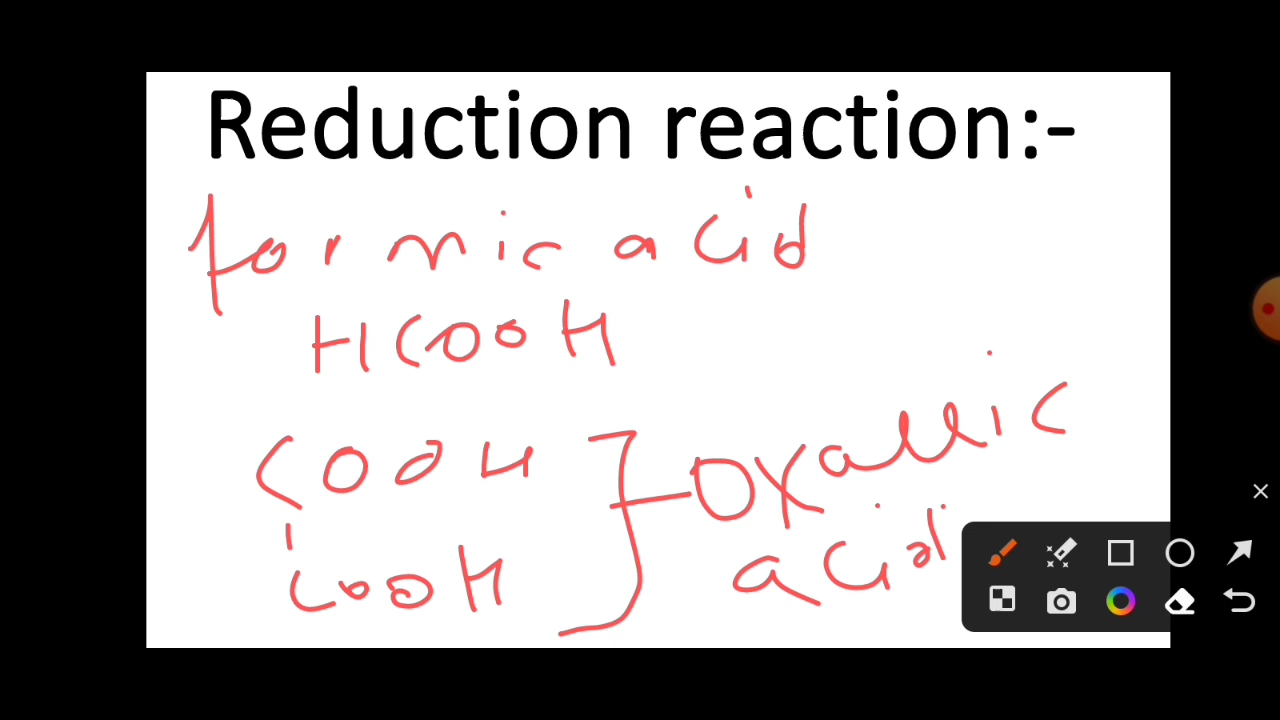 Reduction reaction:-
formic acid
HCOOH
COOH
COOH
Oxallic
acid